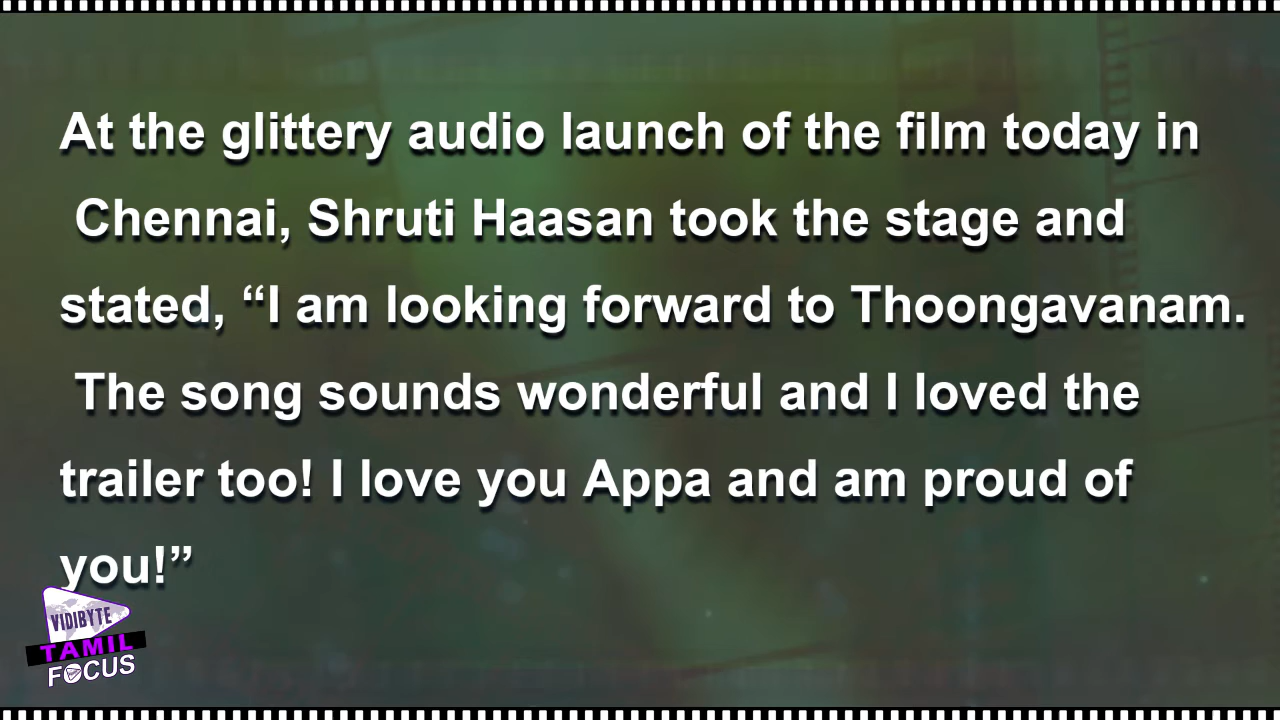 At the glittery audio launch of the film today in
Chennai, Shruti Haasan took the stage and
stated, “I am looking forward to Thoongavanam.
The song sounds wonderful and I loved the
trailer too! I love you Appa and am proud of
you!”
VIDIBYTE
TAMIL
FOCUS